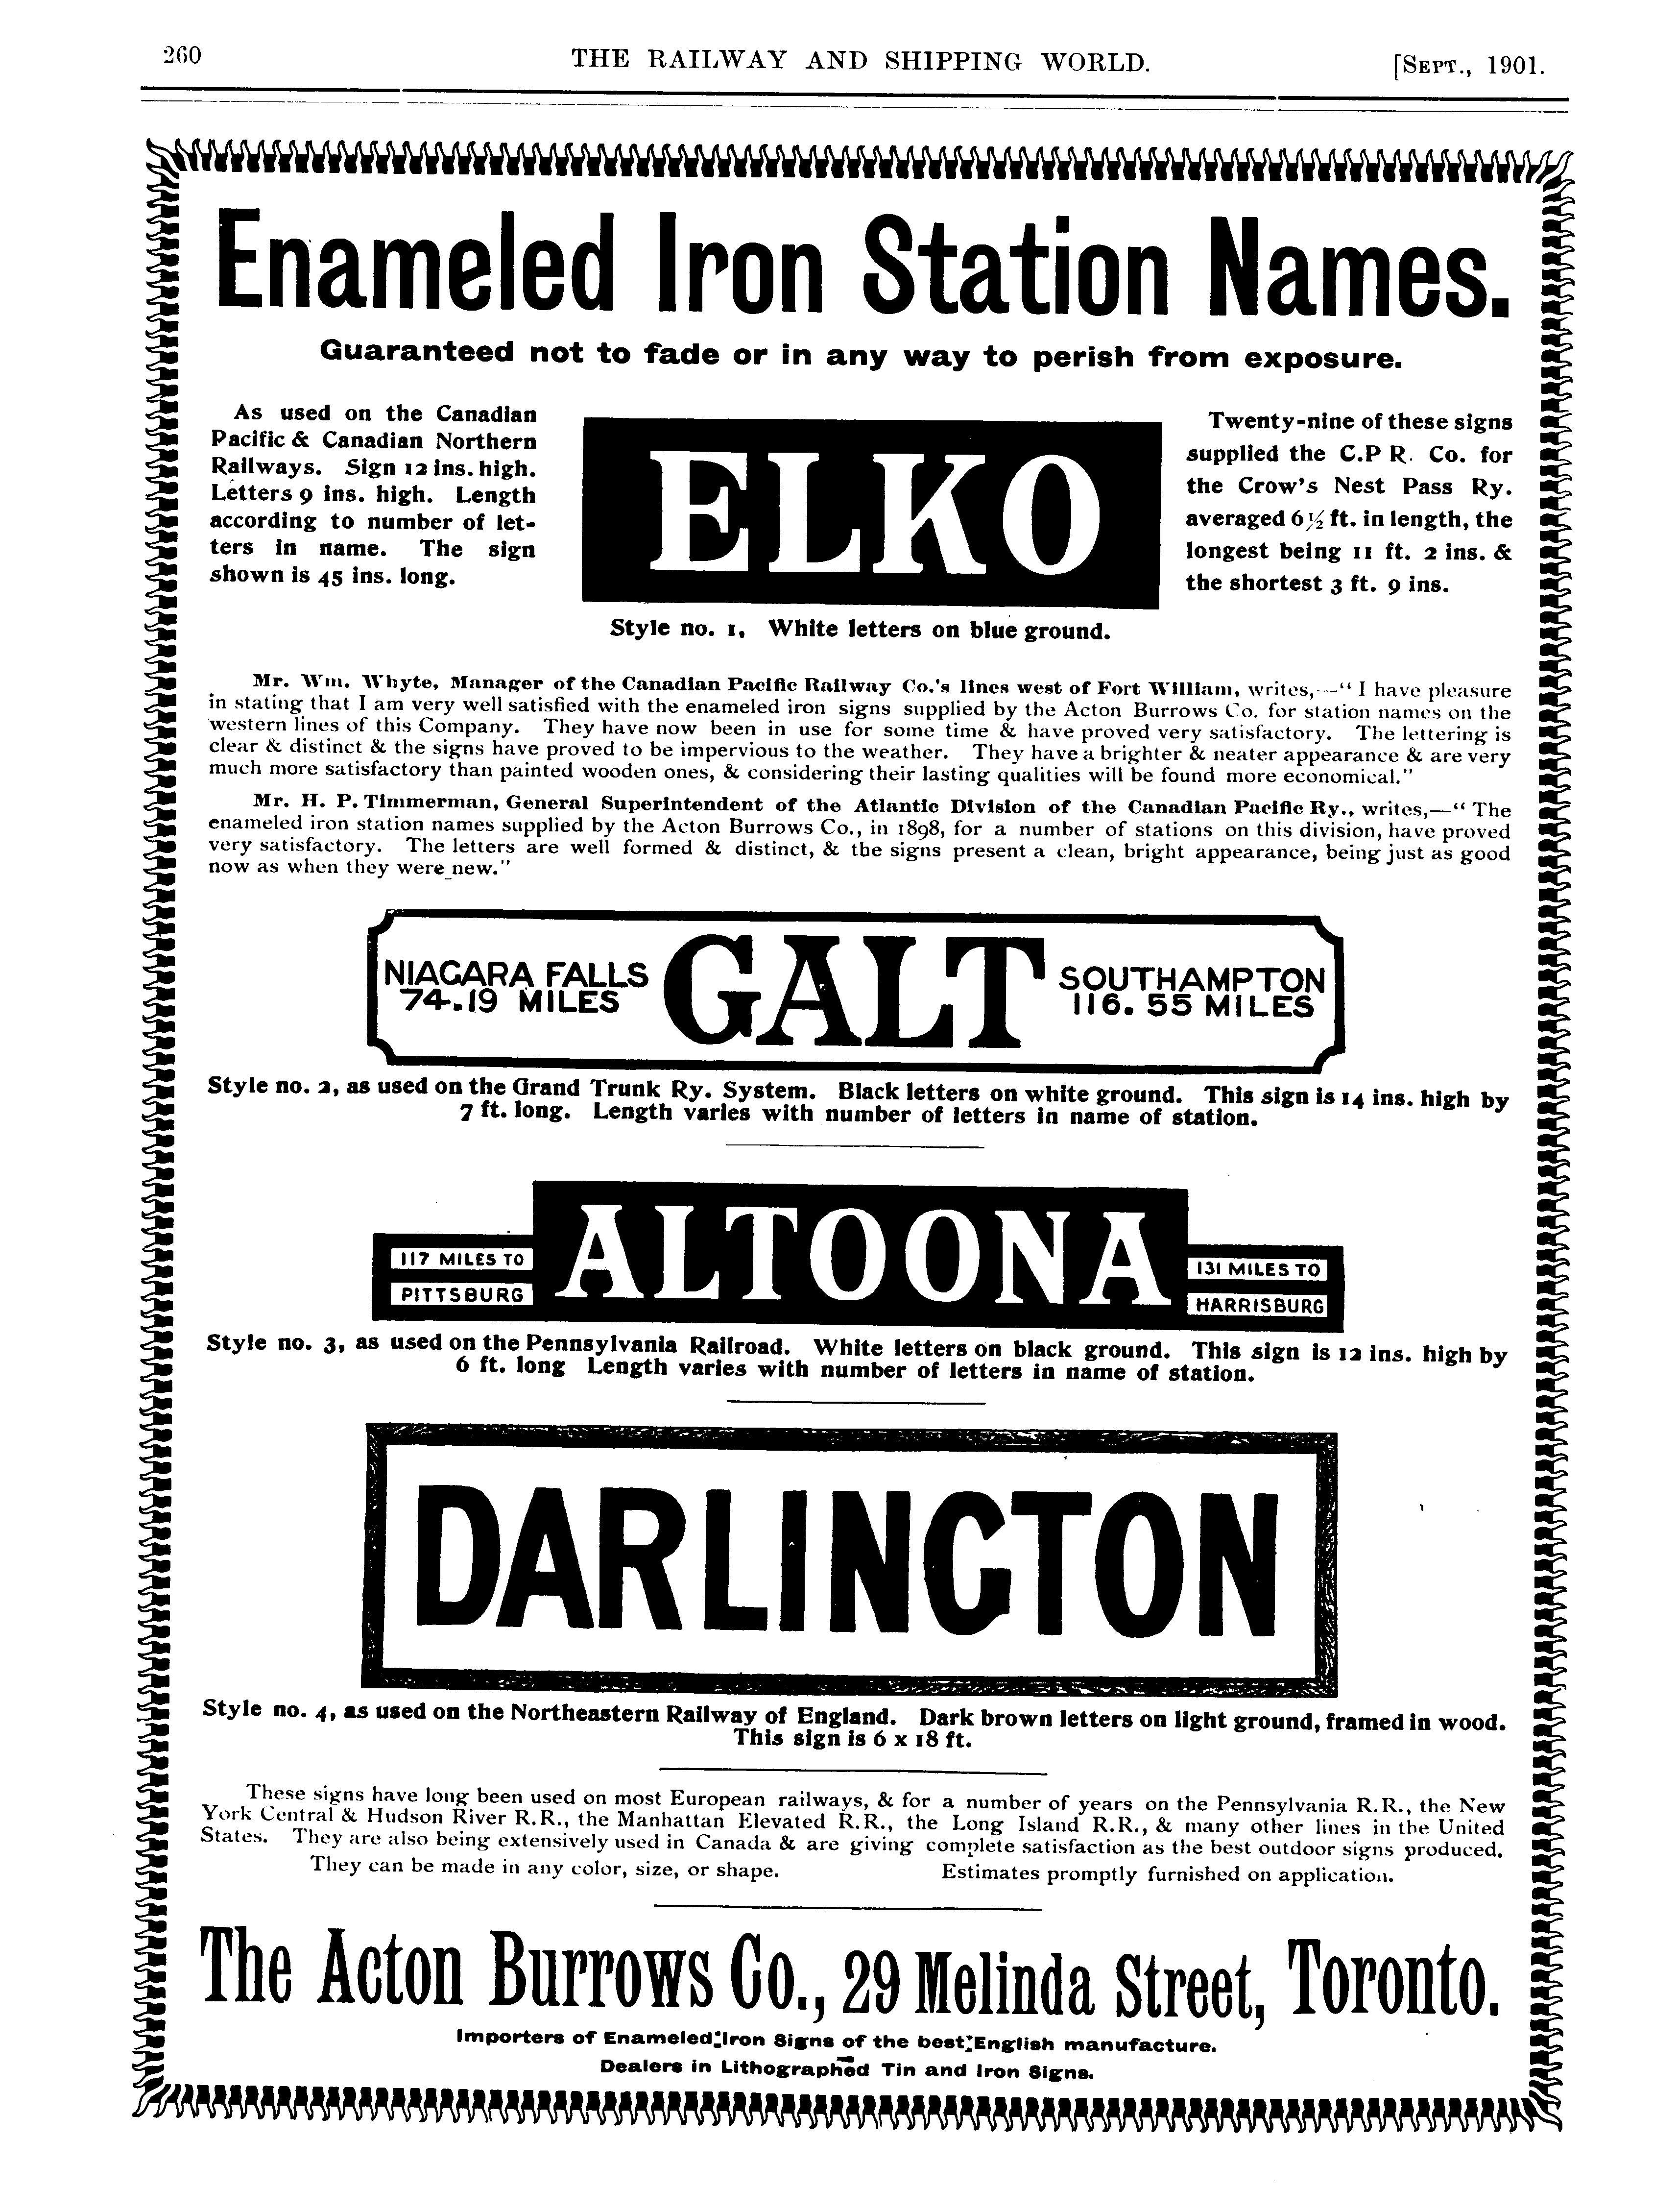 260
THE RAILWAY AND SHIPPING WORLD.
[SEPT., 1901.
Enameled Iron Station Names.
Guaranteed not to fade or in any way to perish from exposure.
As used on the Canadian
Pacific & Canadian Northern
Railways. Sign 12 ins. high.
Letters 9 ins. high. Length
according to number of let-
ters in name. The sign
shown is 45 ins. long.
ELKO
Twenty-nine of these signs
supplied the C.P R. Co. for
the Crow's Nest Pass Ry.
averaged 6½ ft. in length, the
longest being 11 ft. 2 ins. &
the shortest 3 ft. 9 ins.
Style no. 1, White letters on blue ground.
Mr. Wm. Whyte, Manager of the Canadian Pacific Railway Co.'s lines west of Fort William, writes,—" I have pleasure
in stating that I am very well satisfied with the enameled iron signs supplied by the Acton Burrows Co. for station names on the
western lines of this Company. They have now been in use for some time & have proved very satisfactory. The lettering is
clear & distinct & the signs have proved to be impervious to the weather. They have a brighter & neater appearance & are very
much more satisfactory than painted wooden ones, & considering their lasting qualities will be found more economical."
Mr. H. P. Timmerman, General Superintendent of the Atlantic Division of the Canadian Pacific Ry., writes,—" The
enameled iron station names supplied by the Acton Burrows Co., in 1898, for a number of stations on this division, have proved
very satisfactory. The letters are well formed & distinct, & the signs present a clean, bright appearance, being just as good
now as when they were new."
NIAGARA FALLS
74.19 MILES
GALT
SOUTHAMPTON
116.55 MILES
Style no. 2, as used on the Grand Trunk Ry. System. Black letters on white ground. This sign is 14 ins. high by
7 ft. long. Length varies with number of letters in name of station.
117 MILES TO
PITTSBURG
ALTOONA
131 MILES TO
HARRISBURG
Style no. 3, as used on the Pennsylvania Railroad. White letters on black ground. This sign is 12 ins. high by
6 ft. long Length varies with number of letters in name of station.
DARLINGTON
Style no. 4, as used on the Northeastern Railway of England. Dark brown letters on light ground, framed in wood.
This sign is 6 x 18 ft.
These signs have long been used on most European railways, & for a number of years on the Pennsylvania R.R., the New
York Central & Hudson River R.R., the Manhattan Elevated R.R., the Long Island R.R., & many other lines in the United
States. They are also being extensively used in Canada & are giving complete satisfaction as the best outdoor signs produced.
They can be made in any color, size, or shape. Estimates promptly furnished on application.
The Acton Burrows Co., 29 Melinda Street, Toronto.
Importers of Enameled Iron Signs of the best English manufacture.
Dealers in Lithographed Tin and Iron Signs.